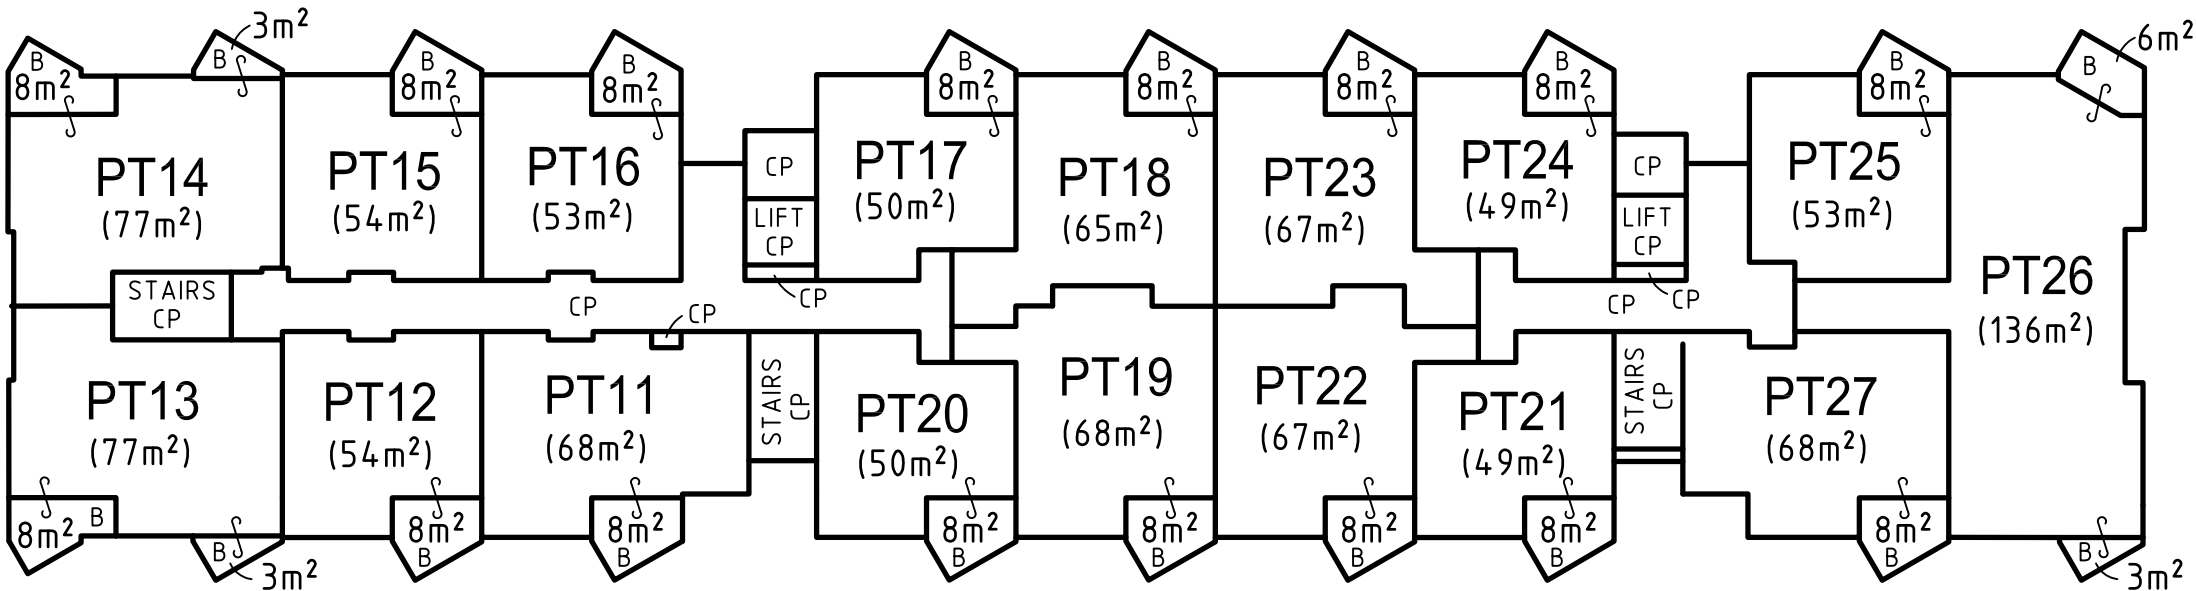 3m²
6m²
B
B
B
B
B
B
B
B
B
B
8m²
8m²
8m²
8m²
8m²
8m²
8m²
8m²
PT14
(77m²)
PT15
(54m²)
PT16
(53m²)
CP
LIFT
CP
CP
PT17
(50m²)
PT18
(65m²)
PT23
(67m²)
PT24
(49m²)
CP
LIFT
CP
CP
PT25
(53m²)
PT26
(136m²)
STAIRS
CP
CP
CP
CP
PT13
(77m²)
PT12
(54m²)
PT11
(68m²)
STAIRS
CP
PT20
(50m²)
PT19
(68m²)
PT22
(67m²)
PT21
(49m²)
STAIRS
CP
PT27
(68m²)
8m²
B
B
3m²
8m²
B
8m²
B
8m²
B
8m²
B
8m²
B
8m²
B
8m²
B
B
3m²